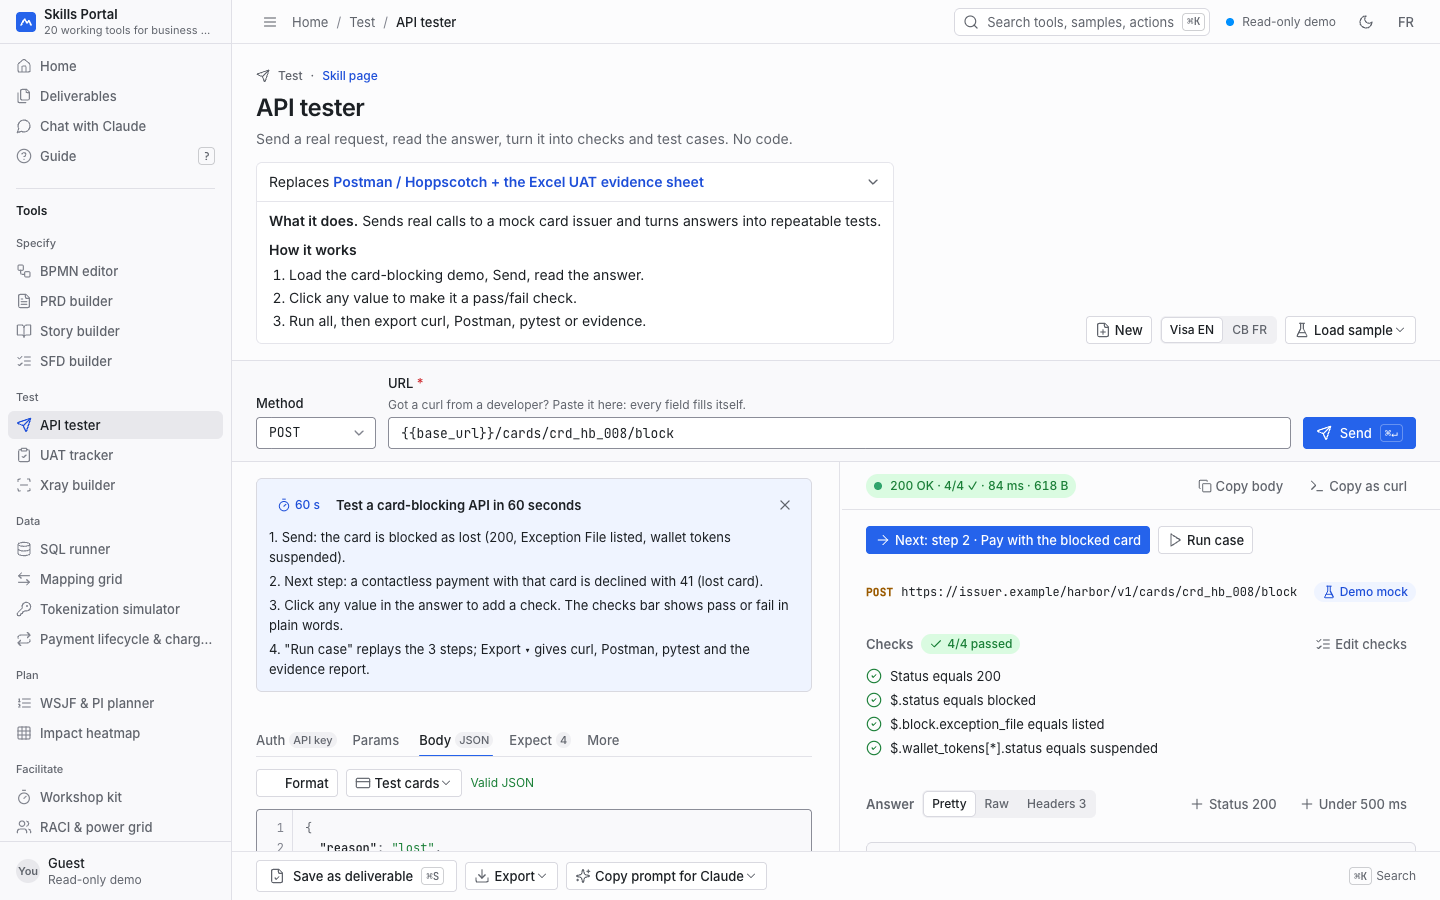 Skills Portal
20 working tools for business ...
Home
Deliverables
Chat with Claude
Guide
?
Tools
Specify
BPMN editor
PRD builder
Story builder
SFD builder
Test
API tester
UAT tracker
Xray builder
Data
SQL runner
Mapping grid
Tokenization simulator
Payment lifecycle & charg...
Plan
WSJF & PI planner
Impact heatmap
Facilitate
Workshop kit
RACI & power grid
You
Guest
Read-only demo
Home / Test / API tester
Search tools, samples, actions ⌘K
Read-only demo
FR
Test · Skill page
API tester
Send a real request, read the answer, turn it into checks and test cases. No code.
Replaces Postman / Hoppscotch + the Excel UAT evidence sheet
What it does. Sends real calls to a mock card issuer and turns answers into repeatable tests.
How it works
1. Load the card-blocking demo, Send, read the answer.
2. Click any value to make it a pass/fail check.
3. Run all, then export curl, Postman, pytest or evidence.
New
Visa EN
CB FR
Load sample
Method
POST
URL *
Got a curl from a developer? Paste it here: every field fills itself.
{{base_url}}/cards/crd_hb_008/block
Send ⌘↵
60 s
Test a card-blocking API in 60 seconds
1. Send: the card is blocked as lost (200, Exception File listed, wallet tokens
suspended).
2. Next step: a contactless payment with that card is declined with 41 (lost card).
3. Click any value in the answer to add a check. The checks bar shows pass or fail in
plain words.
4. "Run case" replays the 3 steps; Export ▾ gives curl, Postman, pytest and the
evidence report.
Auth API key
Params
Body JSON
Expect 4
More
Format
Test cards
Valid JSON
1 {
2 "reason": "lost",
200 OK · 4/4 ✓ · 84 ms · 618 B
Copy body
Copy as curl
Next: step 2 · Pay with the blocked card
Run case
POST https://issuer.example/harbor/v1/cards/crd_hb_008/block
Demo mock
Checks
4/4 passed
Edit checks
Status equals 200
$.status equals blocked
$.block.exception_file equals listed
$.wallet_tokens[*].status equals suspended
Answer
Pretty
Raw
Headers 3
Status 200
Under 500 ms
Save as deliverable ⌘S
Export
Copy prompt for Claude
⌘K Search